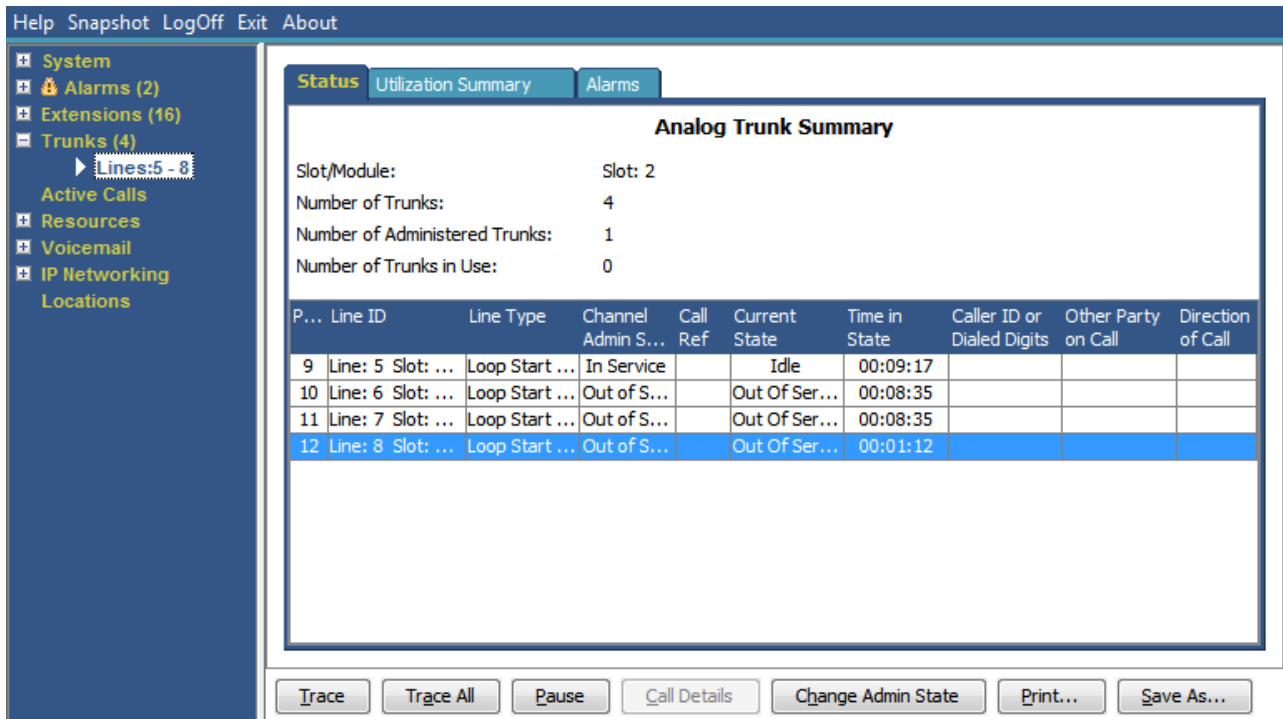 Help Snapshot LogOff Exit About
System
Alarms (2)
Extensions (16)
Trunks (4)
Lines:5 - 8
Active Calls
Resources
Voicemail
IP Networking
Locations
Status Utilization Summary Alarms
Analog Trunk Summary
Slot/Module: Slot: 2
Number of Trunks: 4
Number of Administered Trunks: 1
Number of Trunks in Use: 0
P... Line ID Line Type Channel Admin S... Call Ref Current State Time in State Caller ID or Dialed Digits Other Party on Call Direction of Call
9 Line: 5 Slot: ... Loop Start ... In Service Idle 00:09:17
10 Line: 6 Slot: ... Loop Start ... Out of S... Out Of Ser... 00:08:35
11 Line: 7 Slot: ... Loop Start ... Out of S... Out Of Ser... 00:08:35
12 Line: 8 Slot: ... Loop Start ... Out of S... Out Of Ser... 00:01:12
Trace Trace All Pause Call Details Change Admin State Print... Save As...